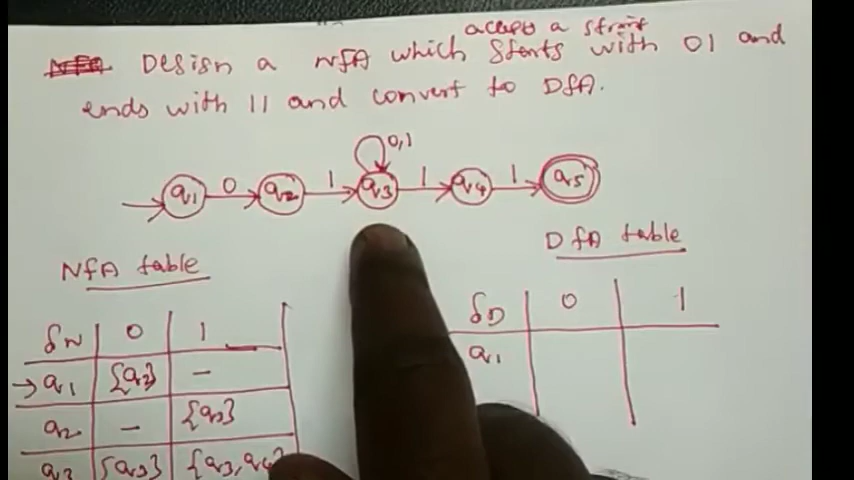 accepts a string
Design a NFA which starts with 01 and
ends with 11 and convert to DFA.
q1 0 q2 1 q3 0,1 1 q4 1 q5
NFA table
δN 0 1
q1 {q2} -
q2 - {q3}
q3 {q3} {q3,q4}
DFA table
δD 0 1
q1